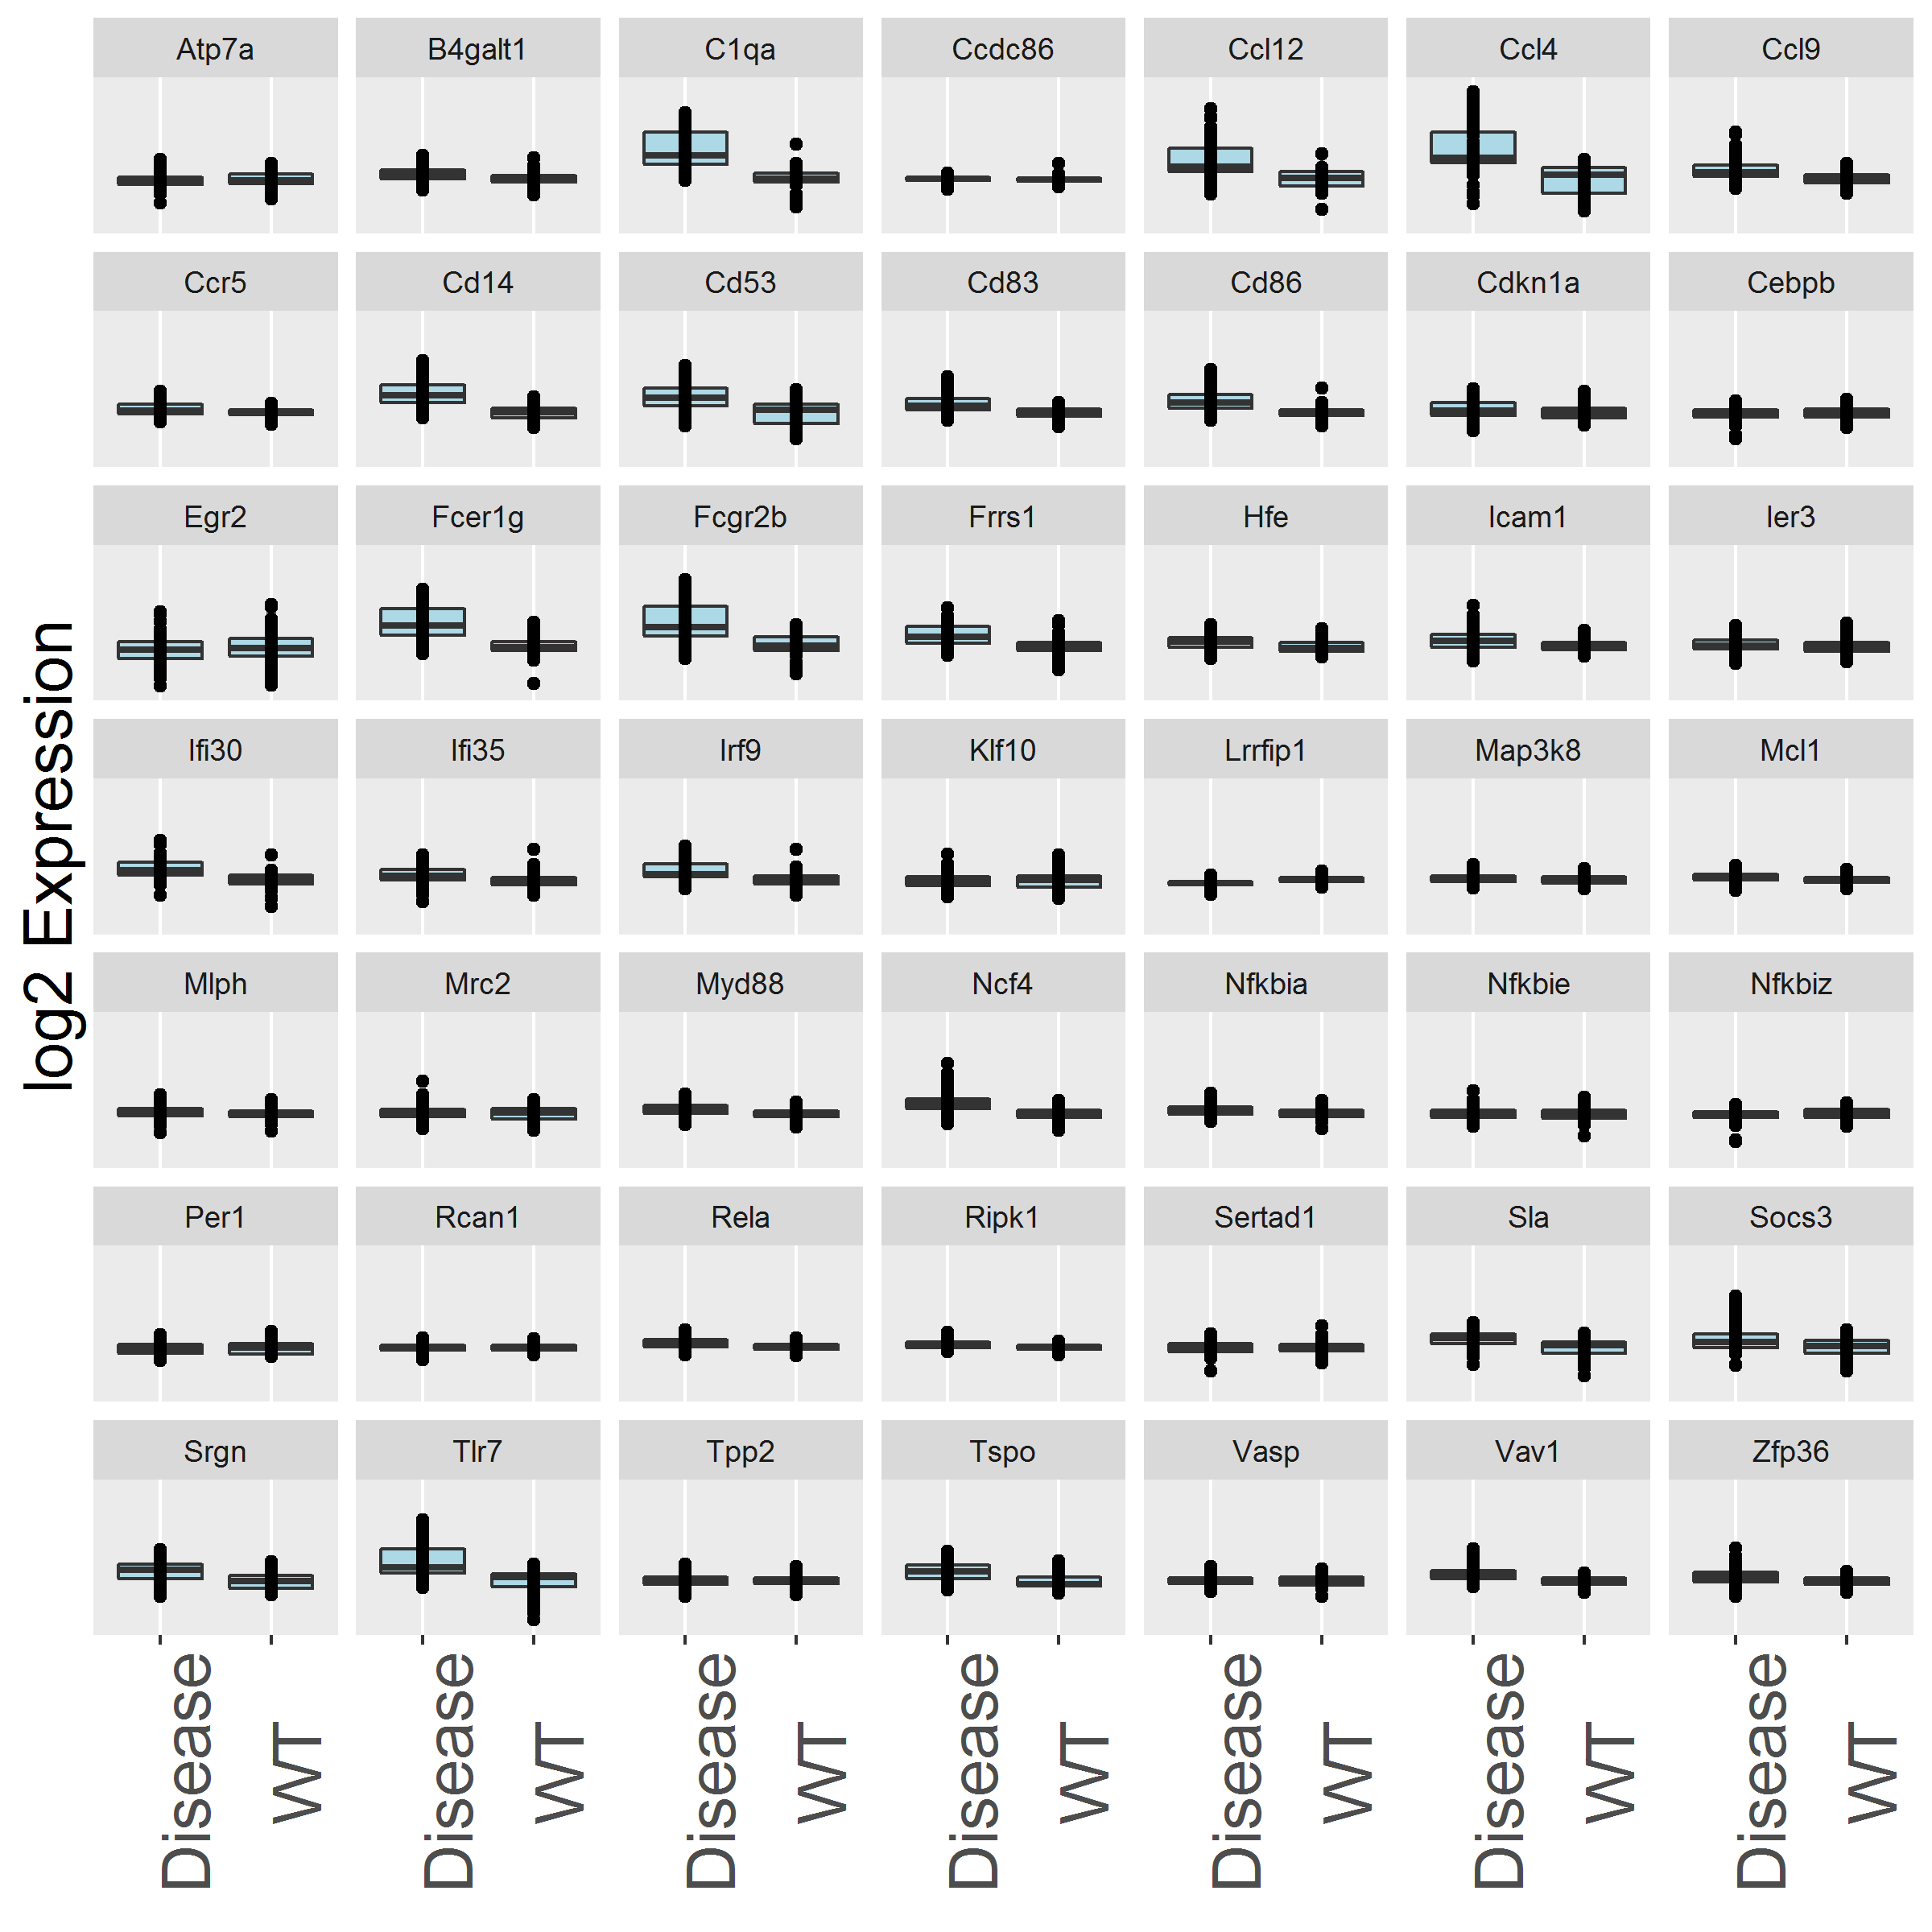 Atp7a B4galt1 C1qa Ccdc86 Ccl12 Ccl4 Ccl9
Ccr5 Cd14 Cd53 Cd83 Cd86 Cdkn1a Cebpb
Egr2 Fcer1g Fcgr2b Frrs1 Hfe Icam1 Ier3
Ifi30 Ifi35 Irf9 Klf10 Lrrfip1 Map3k8 Mcl1
Mlph Mrc2 Myd88 Ncf4 Nfkbia Nfkbie Nfkbiz
Per1 Rcan1 Rela Ripk1 Sertad1 Sla Socs3
Srgn Tlr7 Tpp2 Tspo Vasp Vav1 Zfp36
log2 Expression
Disease WT Disease WT Disease WT Disease WT Disease WT Disease WT Disease WT